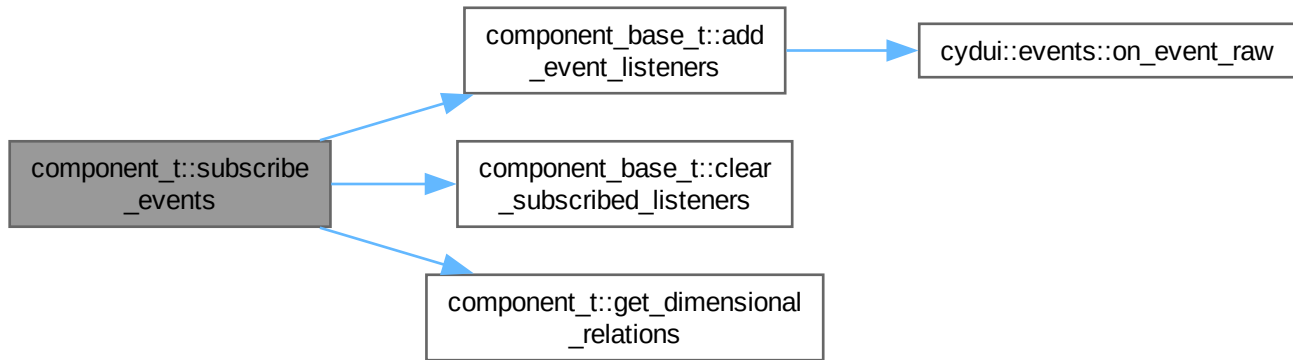 component_t::subscribe
_events
component_base_t::add
_event_listeners
cydui::events::on_event_raw
component_base_t::clear
_subscribed_listeners
component_t::get_dimensional
_relations